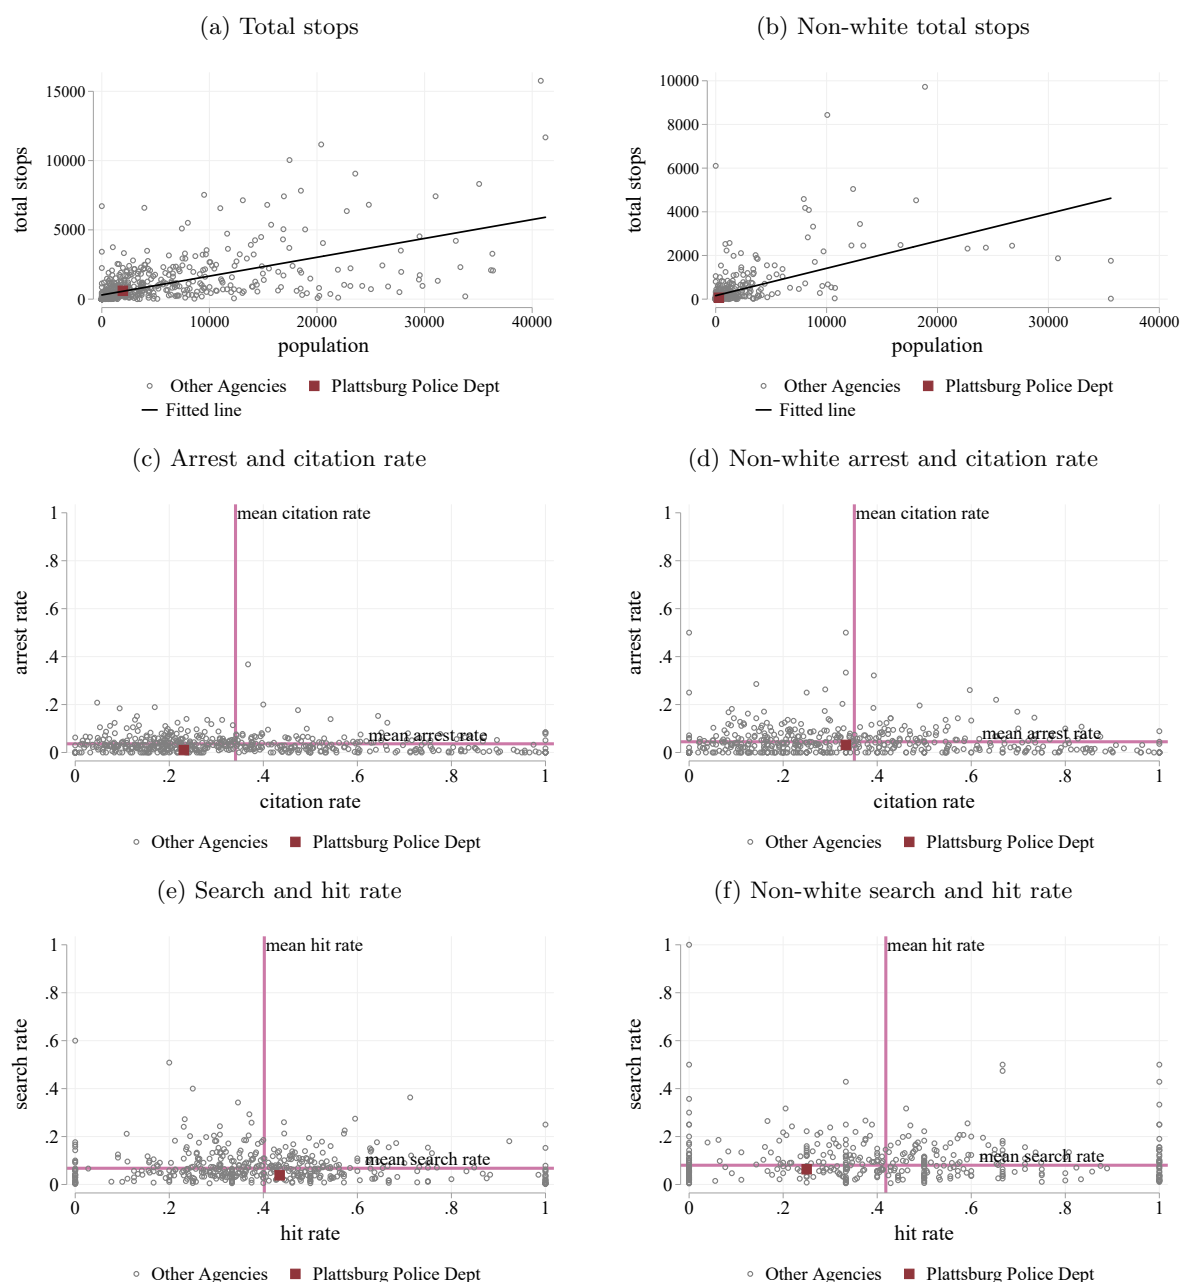 (a) Total stops
(b) Non-white total stops
15000
10000
5000
0
total stops
0 10000 20000 30000 40000
population
Other Agencies Plattsburg Police Dept
Fitted line
10000
8000
6000
4000
2000
0
total stops
0 10000 20000 30000 40000
population
Other Agencies Plattsburg Police Dept
Fitted line
(c) Arrest and citation rate
(d) Non-white arrest and citation rate
mean citation rate
1
.8
.6
.4
.2
0
arrest rate
mean arrest rate
0 .2 .4 .6 .8 1
citation rate
Other Agencies Plattsburg Police Dept
mean citation rate
1
.8
.6
.4
.2
0
arrest rate
mean arrest rate
0 .2 .4 .6 .8 1
citation rate
Other Agencies Plattsburg Police Dept
(e) Search and hit rate
(f) Non-white search and hit rate
mean hit rate
1
.8
.6
.4
.2
0
search rate
mean search rate
0 .2 .4 .6 .8 1
hit rate
Other Agencies Plattsburg Police Dept
mean hit rate
1
.8
.6
.4
.2
0
search rate
mean search rate
0 .2 .4 .6 .8 1
hit rate
Other Agencies Plattsburg Police Dept